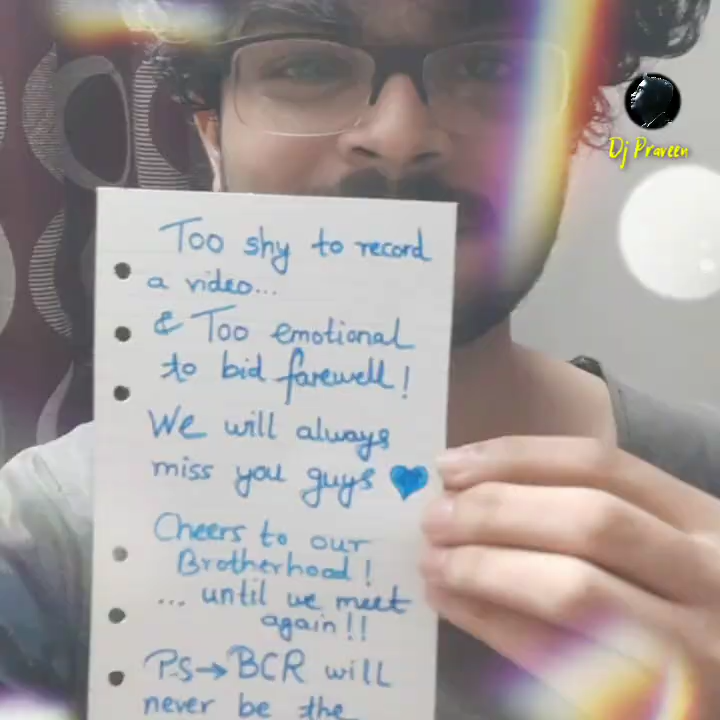 Dj Praveen
Too shy to record
a video...
& Too emotional
to bid farewell!
We will always
miss you guys 💙
Cheers to our
Brotherhood!
... until we meet
again!!
P.S→BCR will
never be the